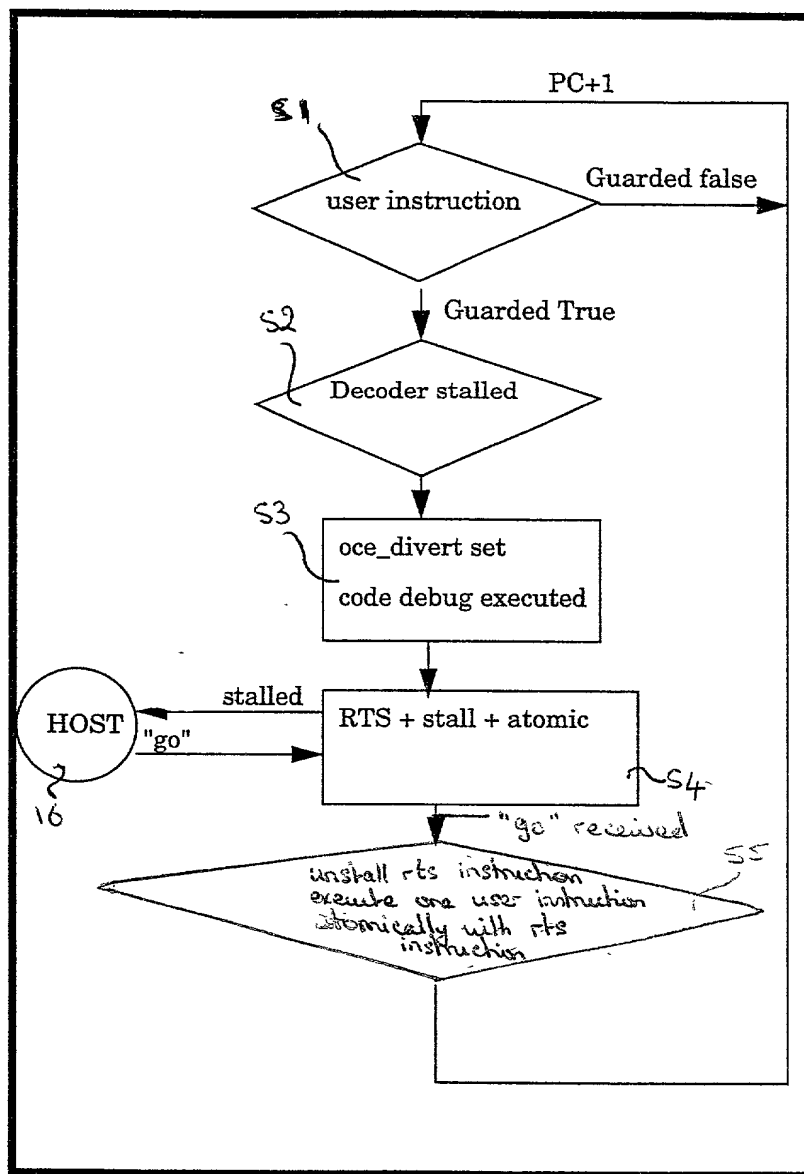 PC+1
S1
user instruction
Guarded false
Guarded True
S2
Decoder stalled
S3
oce_divert set
code debug executed
stalled
HOST
"go"
RTS + stall + atomic
16
S4
"go" received
S5
unstall rts instruction
execute one user instruction
atomically with rts
instruction